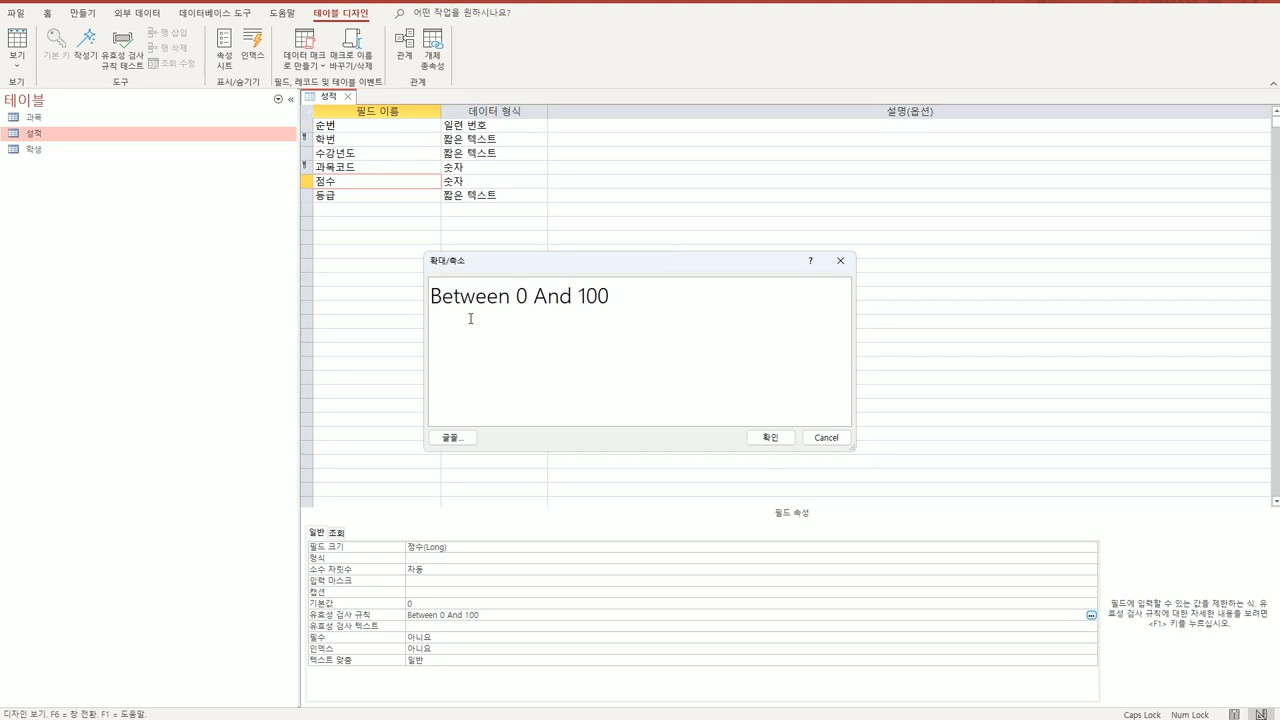 파일 홈 만들기 외부 데이터 데이터베이스 도구 도움말 테이블 디자인 어떤 작업을 원하시나요?
보기 기본 키 작성기 유효성 검사 규칙 테스트 행 삽입 행 삭제 조회 수정 속성 시트 인덱스 데이터 매크로 만들기 매크로 이름 바꾸기/삭제 관계 개체 종속성
보기 도구 표시/숨기기 필드, 레코드 및 테이블 이벤트 관계
테이블
과목
성적
학생
성적
필드 이름 데이터 형식 설명(옵션)
순번 일련 번호
학번 짧은 텍스트
수강년도 짧은 텍스트
과목코드 숫자
점수 숫자
등급 짧은 텍스트
확대/축소 ?
Between 0 And 100
글꼴... 확인 Cancel
필드 속성
일반 조회
필드 크기 정수(Long)
형식
소수 자릿수 자동
입력 마스크
캡션
기본값 0
유효성 검사 규칙 Between 0 And 100
유효성 검사 텍스트
필수 아니요
인덱스 아니요
텍스트 맞춤 일반
필드에 입력할 수 있는 값을 제한하는 식. 유
효성 검사 규칙에 대한 자세한 내용을 보려면
<F1> 키를 누르십시오.
디자인 보기. F6 = 창 전환. F1 = 도움말. Caps Lock Num Lock